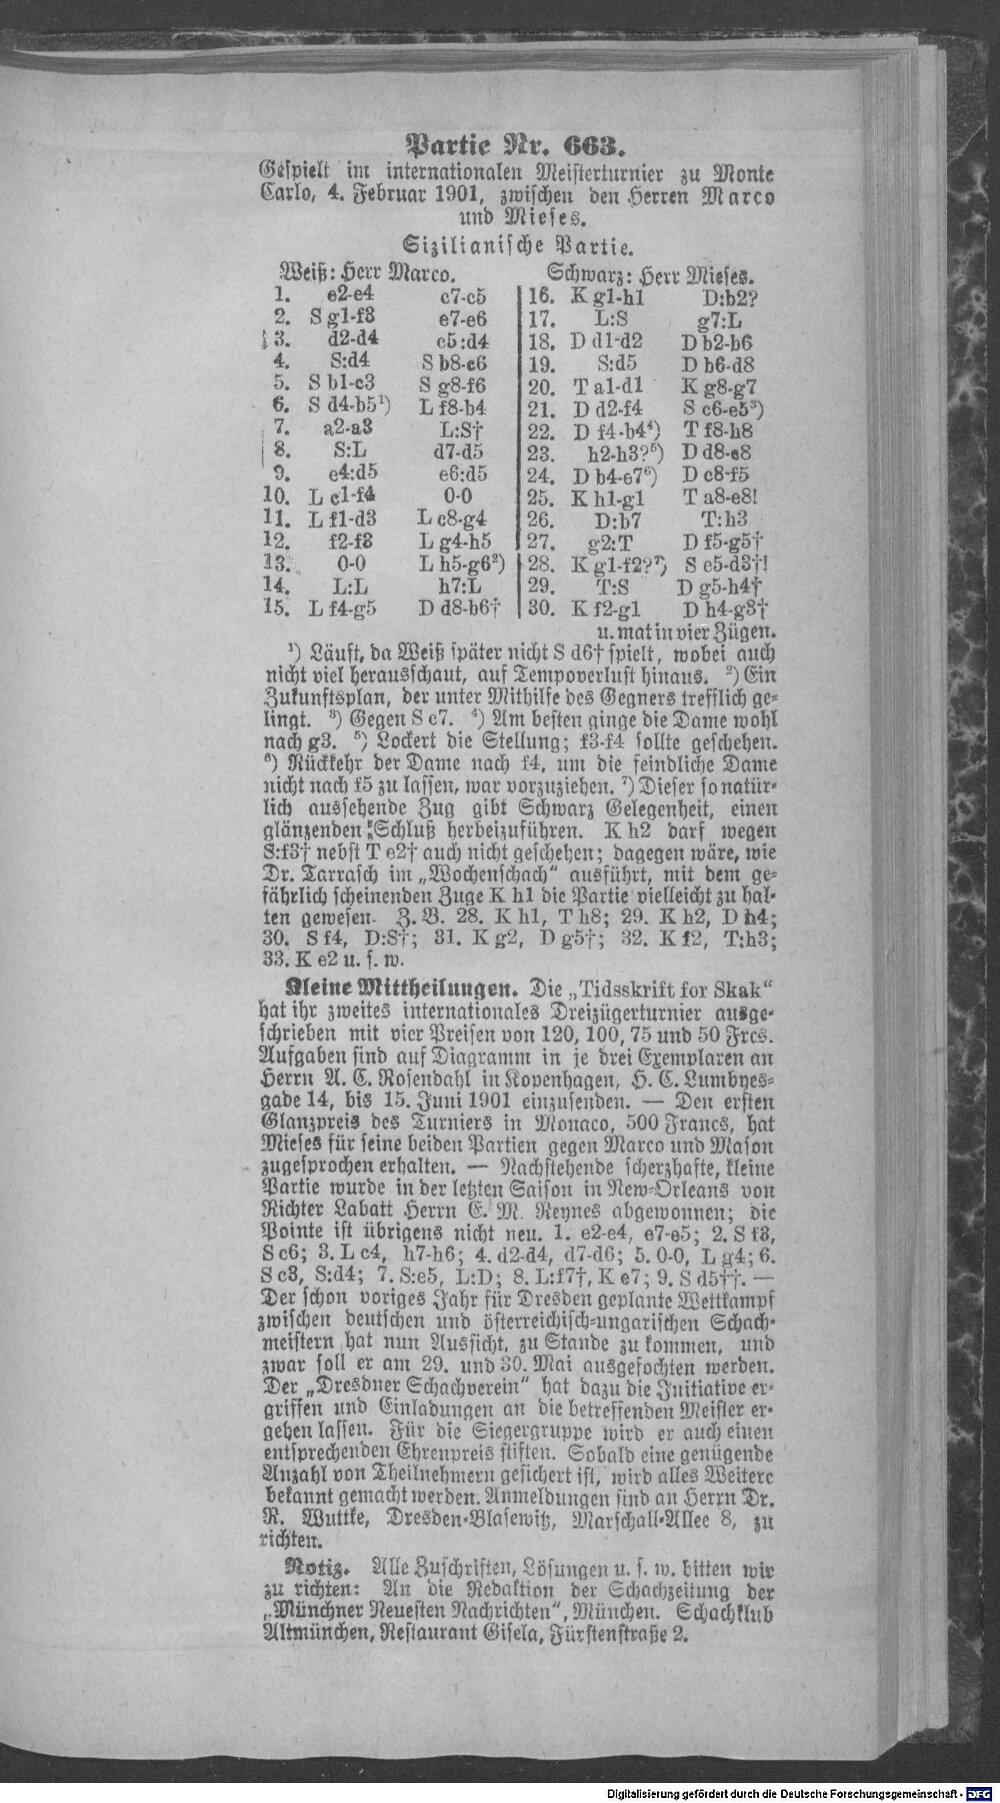 Partie Nr. 663.
Gespielt im internationalen Meisterturnier zu Monte
Carlo, 4. Februar 1901, zwischen den Herren Marco
und Mieses.
Sizilianische Partie.
Weiß: Herr Marco. Schwarz: Herr Mieses.
1. e2-e4 c7-c5
2. S g1-f3 e7-e6
3. d2-d4 c5:d4
4. S:d4 S b8-c6
5. S b1-c3 S g8-f6
6. S d4-b5¹) L f8-b4
7. a2-a3 L:S†
8. S:L d7-d5
9. e4:d5 e6:d5
10. L c1-f4 0-0
11. L f1-d3 L c8-g4
12. f2-f3 L g4-h5
13. 0-0 L h5-g6²)
14. L:L h7:L
15. L f4-g5 D d8-b6†
16. K g1-h1 D:b2?
17. L:S g7:L
18. D d1-d2 D b2-b6
19. S:d5 D b6-d8
20. T a1-d1 K g8-g7
21. D d2-f4 S c6-e5³)
22. D f4-b4⁴) T f8-h8
23. h2-h3?⁵) D d8-c8
24. D b4-e7⁶) D c8-f5
25. K h1-g1 T a8-e8!
26. D:b7 T:h3
27. g2:T D f5-g5†
28. K g1-f2?⁷) S e5-d3†!
29. T:S D g5-h4†
30. K f2-g1 D h4-g3†
u. mat in vier Zügen.
¹) Läuft, da Weiß später nicht S d6† spielt, wobei auch
nicht viel herausschaut, auf Tempoverlust hinaus. ²) Ein
Zukunftsplan, der unter Mithilfe des Gegners trefflich ge-
lingt. ³) Gegen S c7. ⁴) Am besten ginge die Dame wohl
nach g3. ⁵) Lockert die Stellung; f3-f4 sollte geschehen.
⁶) Rückkehr der Dame nach f4, um die feindliche Dame
nicht nach f5 zu lassen, war vorzuziehen. ⁷) Dieser so natür-
lich aussehende Zug gibt Schwarz Gelegenheit, einen
glänzenden Schluß herbeizuführen. K h2 darf wegen
S:f3† nebst T e2† auch nicht geschehen; dagegen wäre, wie
Dr. Tarrasch im „Wochenschach“ ausführt, mit dem ge-
fährlich scheinenden Zuge K h1 die Partie vielleicht zu hal-
ten gewesen. Z. B. 28. K h1, T h8; 29. K h2, D h4;
30. S f4, D:S†; 31. K g2, D g5†; 32. K f2, T:h3;
33. K e2 u. s. w.
Kleine Mittheilungen. Die „Tidsskrift for Skak“
hat ihr zweites internationales Dreizügerturnier ausge-
schrieben mit vier Preisen von 120, 100, 75 und 50 Frcs.
Aufgaben sind auf Diagramm in je drei Exemplaren an
Herrn A. C. Rosendahl in Kopenhagen, H. C. Lumbyes-
gade 14, bis 15. Juni 1901 einzusenden. — Den ersten
Glanzpreis des Turniers in Monaco, 500 Francs, hat
Mieses für seine beiden Partien gegen Marco und Mason
zugesprochen erhalten. — Nachstehende scherzhafte, kleine
Partie wurde in der letzten Saison in New-Orleans von
Richter Labatt Herrn E. M. Reynes abgewonnen; die
Pointe ist übrigens nicht neu. 1. e2-e4, e7-e5; 2. S f3,
S c6; 3. L c4, h7-h6; 4. d2-d4, d7-d6; 5. 0-0, L g4; 6.
S c3, S:d4; 7. S:e5, L:D; 8. L:f7†, K e7; 9. S d5††. —
Der schon voriges Jahr für Dresden geplante Wettkampf
zwischen deutschen und österreichisch-ungarischen Schach-
meistern hat nun Aussicht, zu Stande zu kommen, und
zwar soll er am 29. und 30. Mai ausgefochten werden.
Der „Dresdner Schachverein“ hat dazu die Initiative er-
griffen und Einladungen an die betreffenden Meister er-
gehen lassen. Für die Siegergruppe wird er auch einen
entsprechenden Ehrenpreis stiften. Sobald eine genügende
Anzahl von Theilnehmern gesichert ist, wird alles Weitere
bekannt gemacht werden. Anmeldungen sind an Herrn Dr.
R. Wuttke, Dresden-Blasewitz, Marschall-Allee 8, zu
richten.
Notiz. Alle Zuschriften, Lösungen u. s. w. bitten wir
zu richten: An die Redaktion der Schachzeitung der
„Münchner Neuesten Nachrichten“, München. Schachklub
Altmünchen, Restaurant Gisela, Fürstenstraße 2.
Digitalisierung gefördert durch die Deutsche Forschungsgemeinschaft - DFG